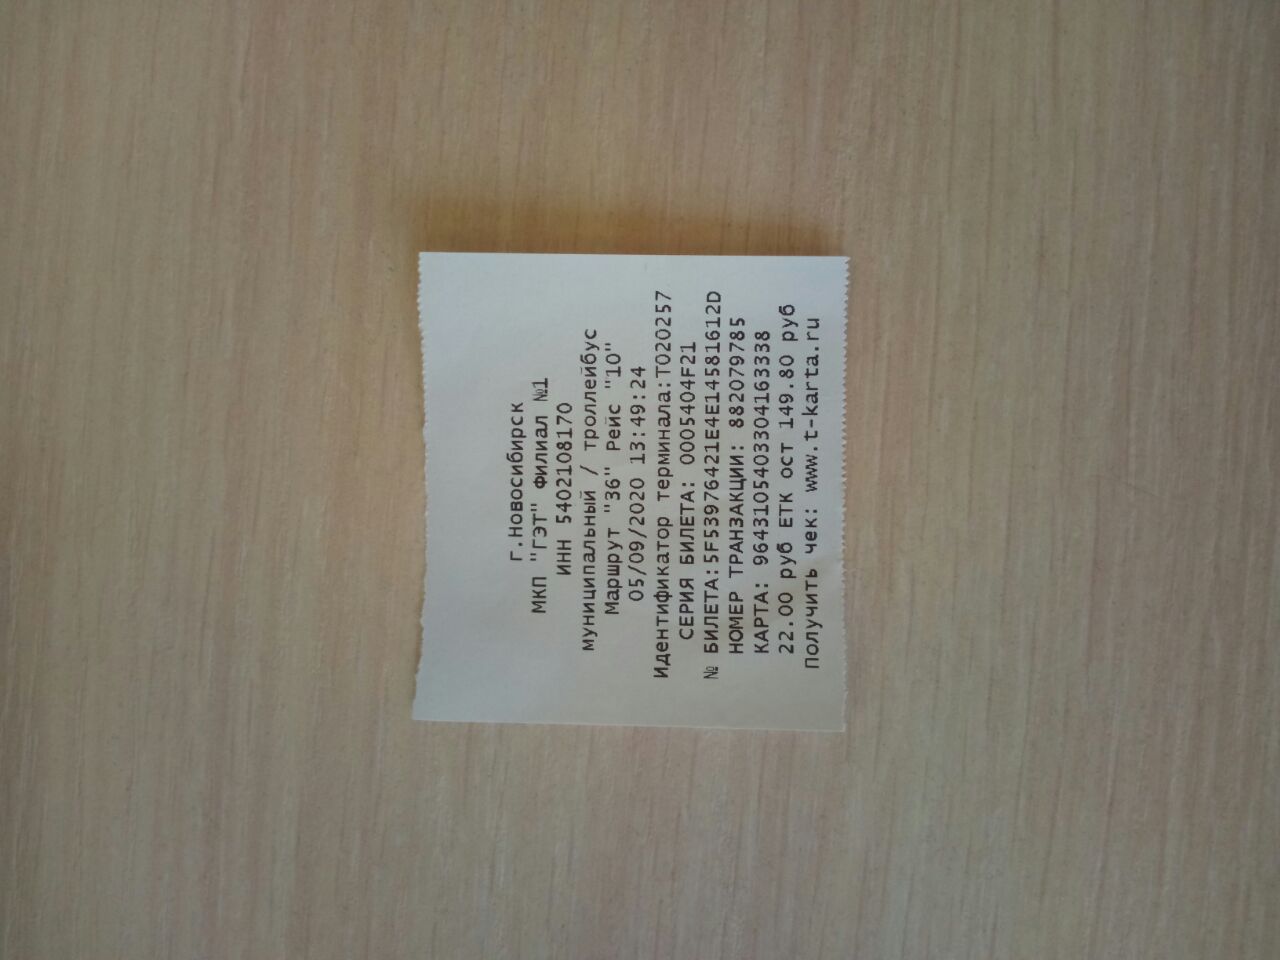 г.Новосибирск
МКП "ГЭТ" Филиал №1
ИНН 5402108170
муниципальный / троллейбус
Маршрут "36" Рейс "10"
05/09/2020 13:49:24
Идентификатор терминала:T020257
СЕРИЯ БИЛЕТА: 0005404F21
№ БИЛЕТА:5F53976421E4E14581612D
НОМЕР ТРАНЗАКЦИИ: 882079785
КАРТА: 9643105403304163338
22.00 руб ЕТК ост 149.80 руб
Получить чек: www.t-karta.ru